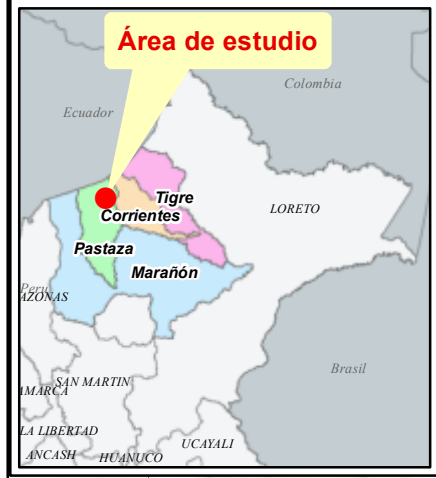 Área de estudio
Colombia
Ecuador
Tigre
LORETO
Corrientes
Pastaza
Marañón
Peru
AZONAS
Brasil
SAN MARTIN
AMARCA
LA LIBERTAD
UCAYALI
ANCASH
HUANUCO